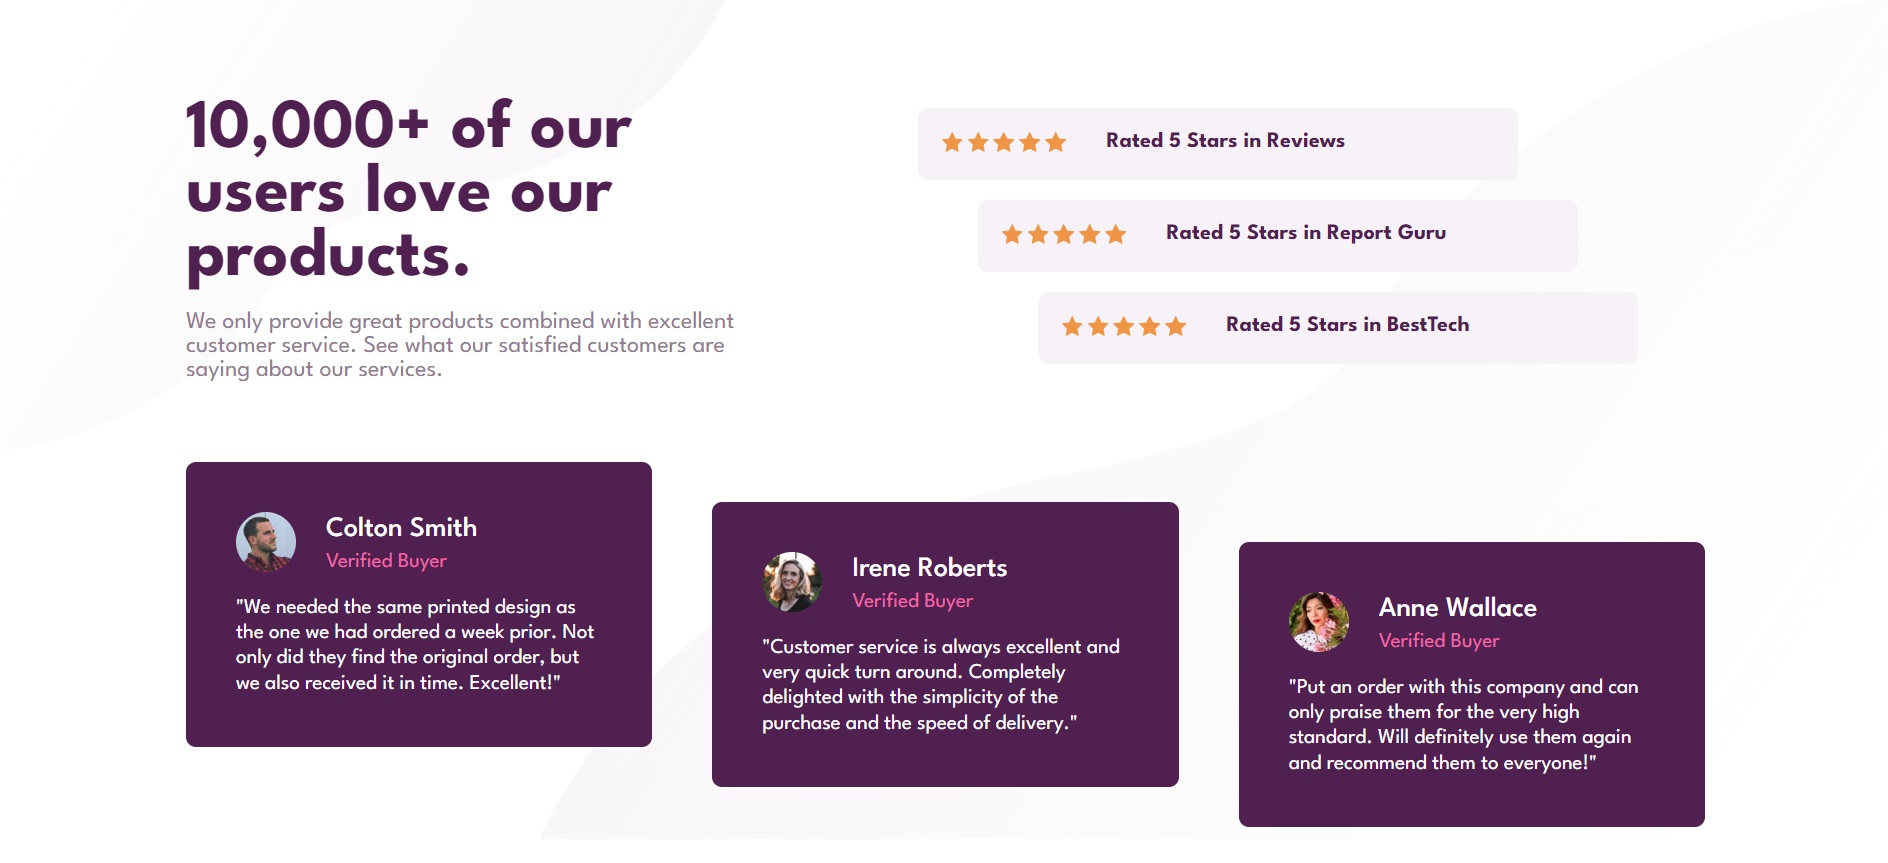 10,000+ of our
users love our
products.
We only provide great products combined with excellent
customer service. See what our satisfied customers are
saying about our services.
Rated 5 Stars in Reviews
Rated 5 Stars in Report Guru
Rated 5 Stars in BestTech
Colton Smith
Verified Buyer
"We needed the same printed design as
the one we had ordered a week prior. Not
only did they find the original order, but
we also received it in time. Excellent!"
Irene Roberts
Verified Buyer
"Customer service is always excellent and
very quick turn around. Completely
delighted with the simplicity of the
purchase and the speed of delivery."
Anne Wallace
Verified Buyer
"Put an order with this company and can
only praise them for the very high
standard. Will definitely use them again
and recommend them to everyone!"